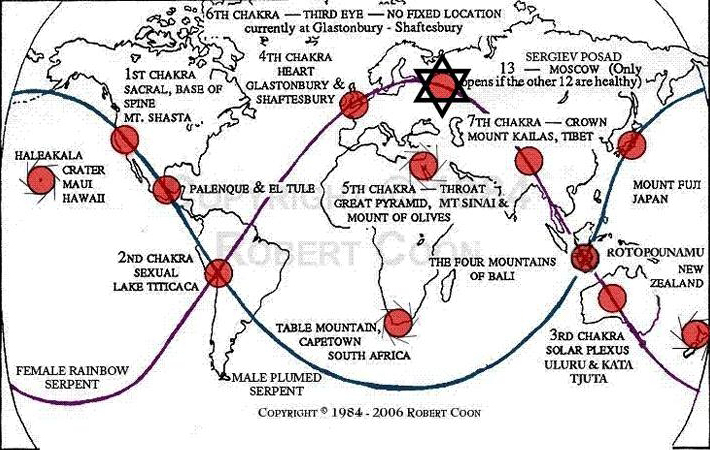 6TH CHAKRA — THIRD EYE — NO FIXED LOCATION
currently at Glastonbury - Shaftesbury
4TH CHAKRA
HEART
GLASTONBURY &
SHAFTESBURY
SERGIEV POSAD
13 — MOSCOW (Only
opens if the other 12 are healthy)
1ST CHAKRA
SACRAL, BASE OF
SPINE
MT. SHASTA
7TH CHAKRA — CROWN
MOUNT KAILAS, TIBET
HALEAKALA
CRATER
MAUI
HAWAII
PALENQUE & EL TULE
5TH CHAKRA — THROAT
GREAT PYRAMID, MT SINAI &
MOUNT OF OLIVES
MOUNT FUJI
JAPAN
COPYRIGHT
ROBERT COON
2ND CHAKRA
SEXUAL
LAKE TITICACA
THE FOUR MOUNTAINS
OF BALI
ROTOPOUNAMU
NEW
ZEALAND
TABLE MOUNTAIN,
CAPETOWN
SOUTH AFRICA
3RD CHAKRA
SOLAR PLEXUS
ULURU & KATA
TJUTA
FEMALE RAINBOW
SERPENT
MALE PLUMED
SERPENT
COPYRIGHT © 1984 - 2006 ROBERT COON